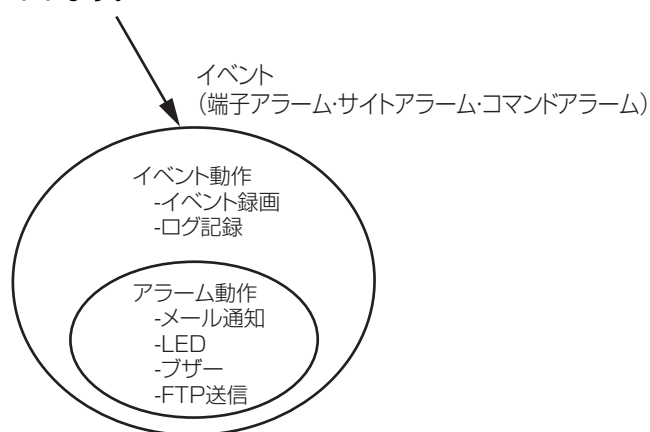 イベント
（端子アラーム・サイトアラーム・コマンドアラーム）
イベント動作
-イベント録画
-ログ記録
アラーム動作
-メール通知
-LED
-ブザー
-FTP送信